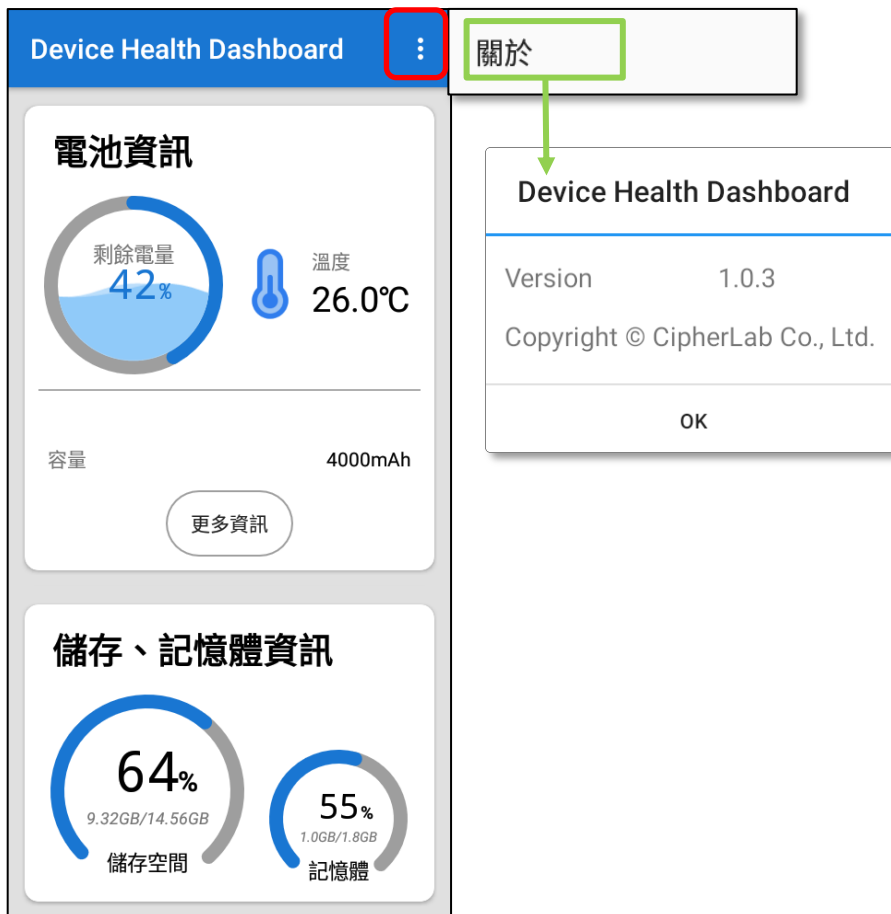 Device Health Dashboard
關於
電池資訊
剩餘電量
42%
溫度
26.0℃
容量 4000mAh
更多資訊
儲存、記憶體資訊
64%
9.32GB/14.56GB
儲存空間
55%
1.0GB/1.8GB
記憶體
Device Health Dashboard
Version 1.0.3
Copyright © CipherLab Co., Ltd.
OK